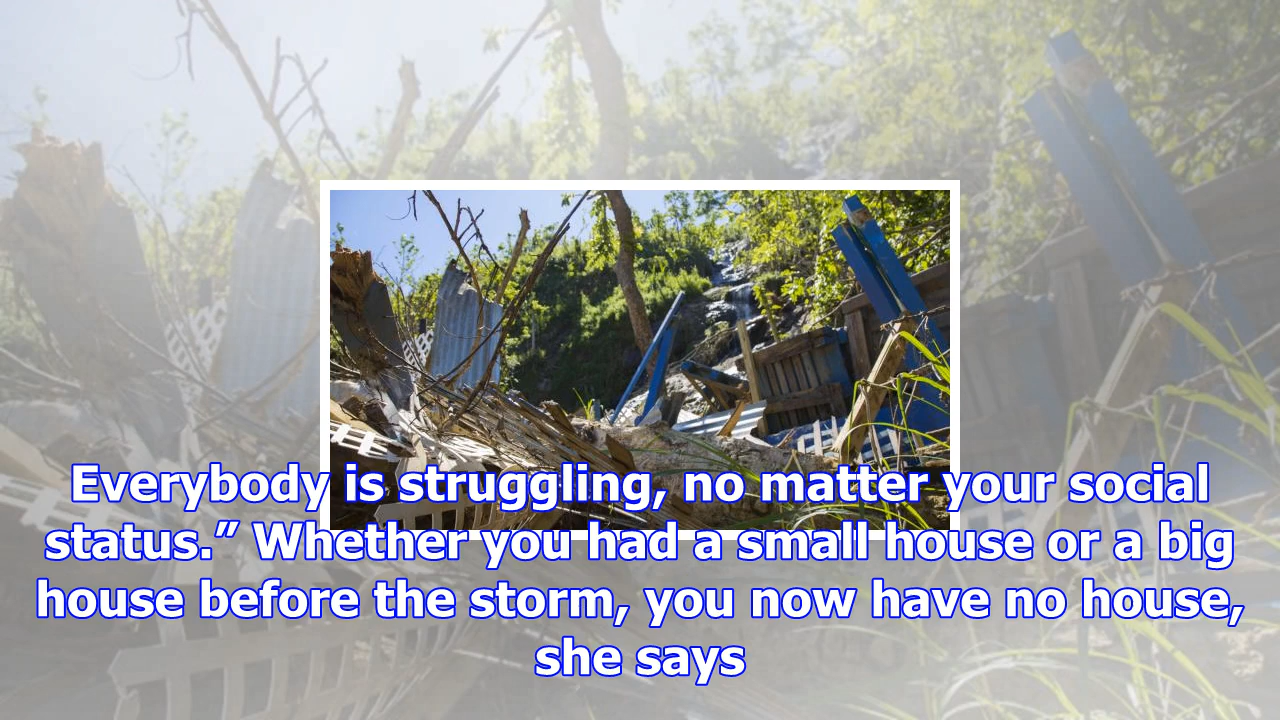 Everybody is struggling, no matter your social
status.” Whether you had a small house or a big
house before the storm, you now have no house,
she says